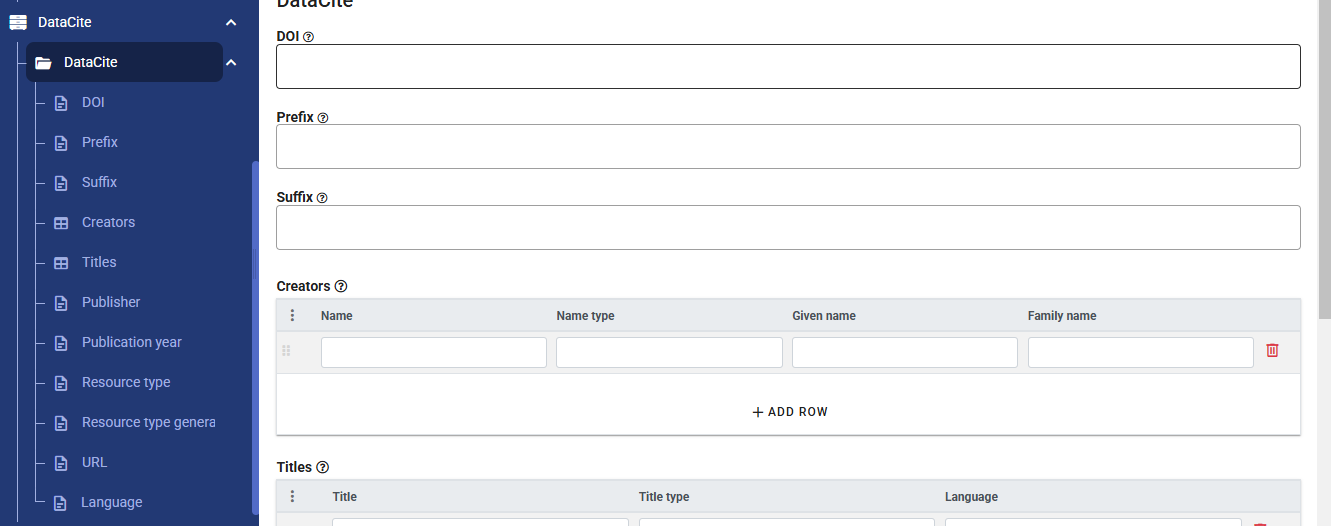 DataCite
DataCite
DOI
Prefix
Suffix
Creators
Titles
Publisher
Publication year
Resource type
Resource type genera
URL
Language
DataCite
DOI
Prefix
Suffix
Creators
Name Name type Given name Family name
+ ADD ROW
Titles
Title Title type Language